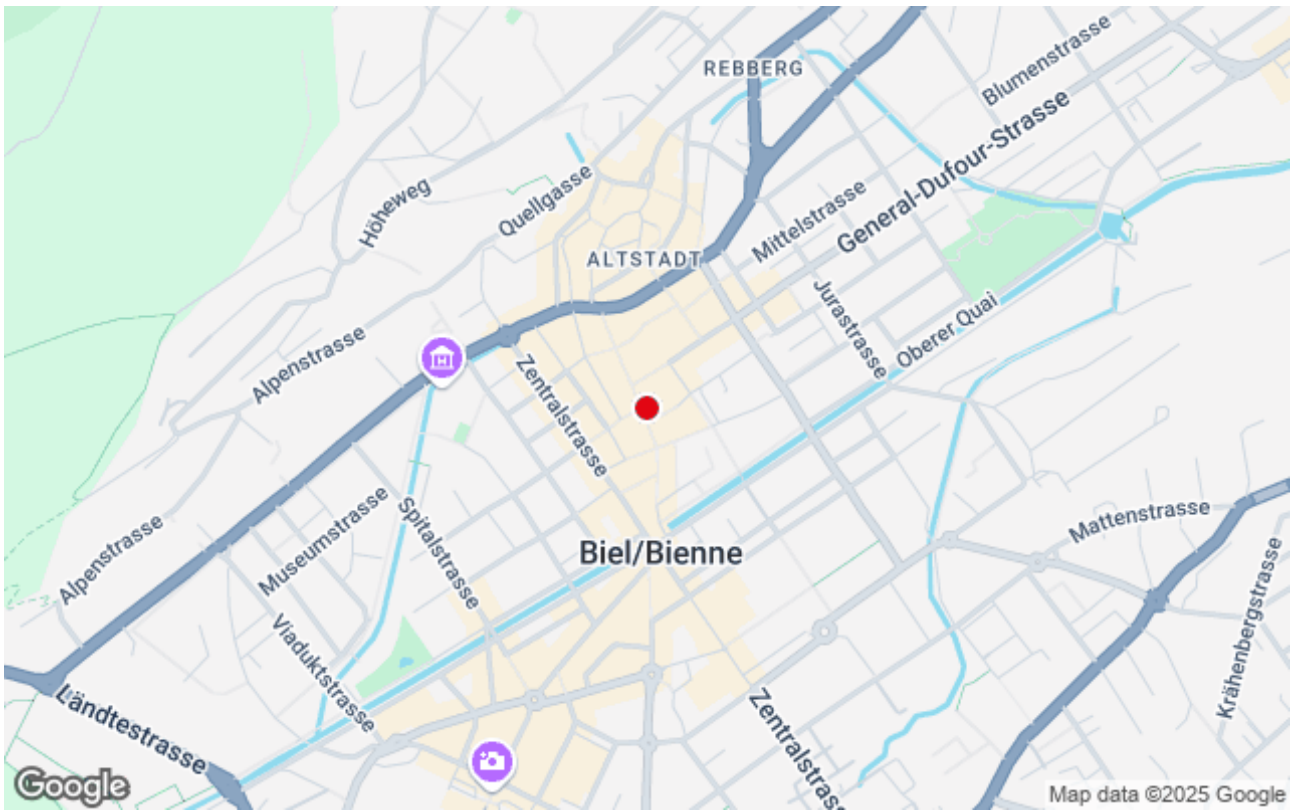 REBBERG
Blumenstrasse
General-Dufour-Strasse
Höheweg
Quellgasse
Mittelstrasse
ALTSTADT
Jurastrasse
Oberer Quai
Alpenstrasse
Zentralstrasse
Mattenstrasse
Spitalstrasse
Museumstrasse
Alpenstrasse
Biel/Bienne
Krähenbergstrasse
Viaduktstrasse
Ländtestrasse
Zentralstrasse
Google
Map data ©2025 Google